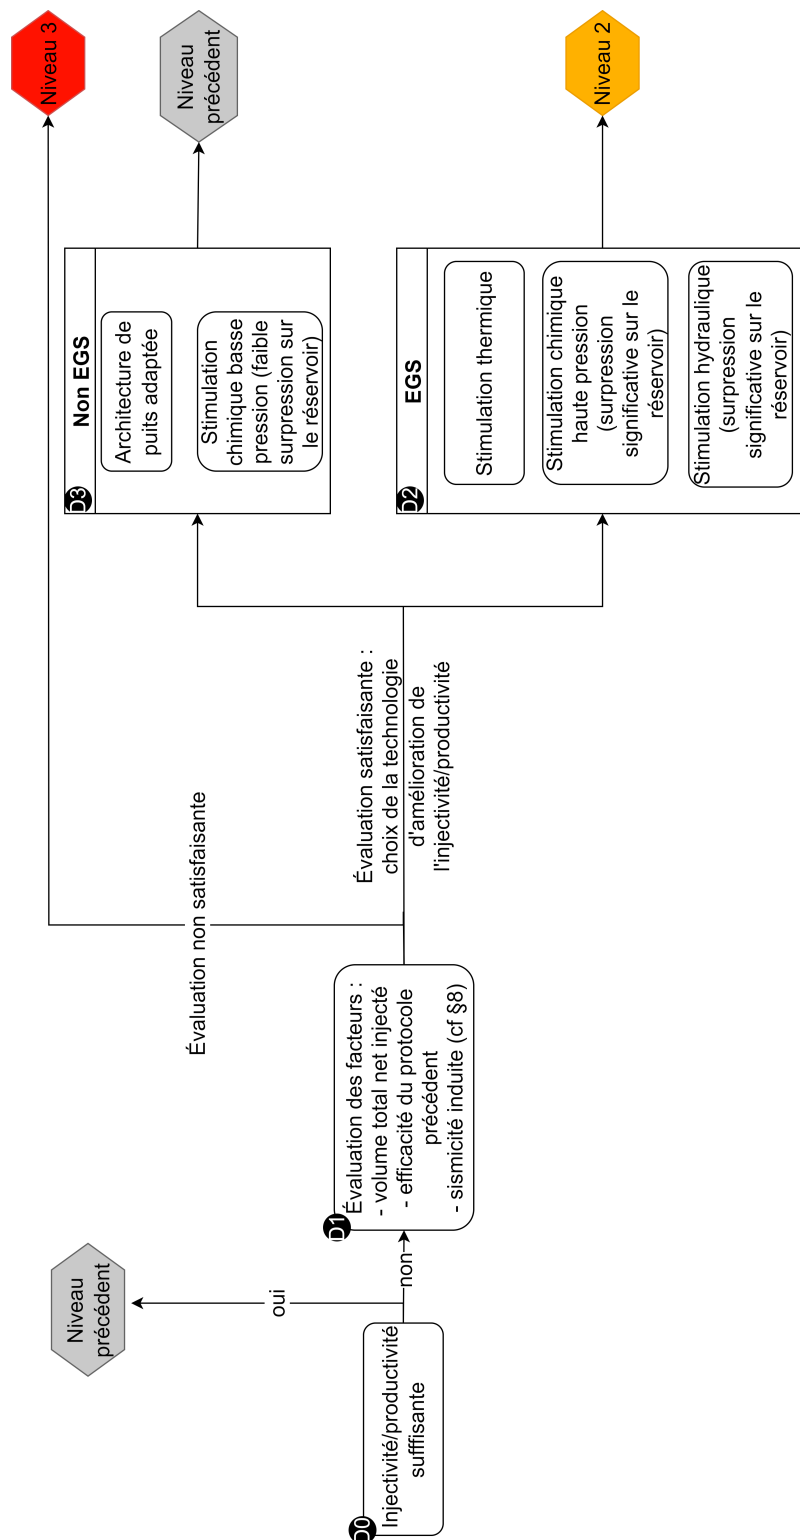 D0
Injectivité/productivité
sufffisante
oui
Niveau
précédent
non
D1
Évaluation des facteurs :
- volume total net injecté
- efficacité du protocole
précédent
- sismicité induite (cf §8)
Évaluation non satisfaisante
Niveau 3
Évaluation satisfaisante :
choix de la technologie
d'amélioration de
l'injectivité/productivité
D3
Non EGS
Architecture de
puits adaptée
Stimulation
chimique basse
pression (faible
surpression sur
le réservoir)
Niveau
précédent
D2
EGS
Stimulation thermique
Stimulation chimique
haute pression
(surpression
significative sur le
réservoir)
Stimulation hydraulique
(surpression
significative sur le
réservoir)
Niveau 2